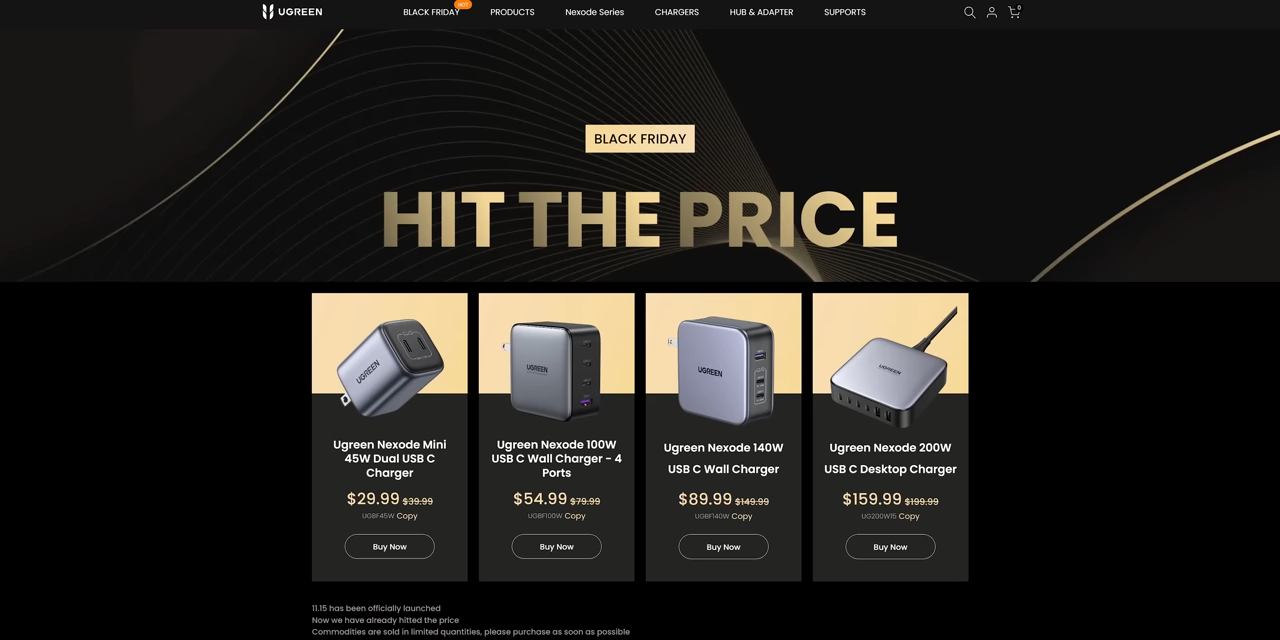 UGREEN
BLACK FRIDAY HOT PRODUCTS Nexode Series CHARGERS HUB & ADAPTER SUPPORTS 0
BLACK FRIDAY
HIT THE PRICE
UGREEN
Ugreen Nexode Mini
45W Dual USB C
Charger
$29.99 $39.99
UGBF45W Copy
Buy Now
UGREEN
Ugreen Nexode 100W
USB C Wall Charger - 4
Ports
$54.99 $79.99
UGBF100W Copy
Buy Now
UGREEN
Ugreen Nexode 140W
USB C Wall Charger
$89.99 $149.99
UGBF140W Copy
Buy Now
UGREEN
Ugreen Nexode 200W
USB C Desktop Charger
$159.99 $199.99
UG200W15 Copy
Buy Now
11.15 has been officially launched
Now we have already hitted the price
Commodities are sold in limited quantities, please purchase as soon as possible